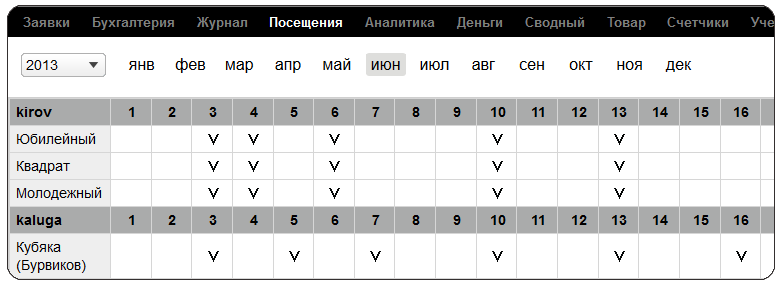 Заявки Бухгалтерия Журнал Посещения Аналитика Деньги Сводный Товар Счетчики Уче
2013 янв фев мар апр май июн июл авг сен окт ноя дек
kirov 1 2 3 4 5 6 7 8 9 10 11 12 13 14 15 16
Юбилейный V V V V V
Квадрат V V V V V
Молодежный V V V V V
kaluga 1 2 3 4 5 6 7 8 9 10 11 12 13 14 15 16
Кубяка V V V V V V
(Бурвиков)